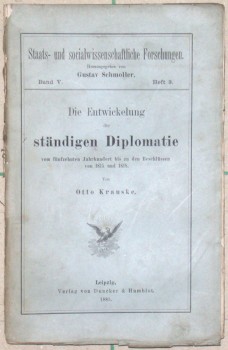 Staats- und socialwissenschaftliche Forschungen.
Herausgegeben von
Gustav Schmoller.
Band V. Heft 3.
Die Entwickelung
der
ständigen Diplomatie
vom fünfzehnten Jahrhundert bis zu den Beschlüssen
von 1815 und 1818.
Von
Otto Krauske.
Leipzig,
Verlag von Duncker & Humblot.
1885.